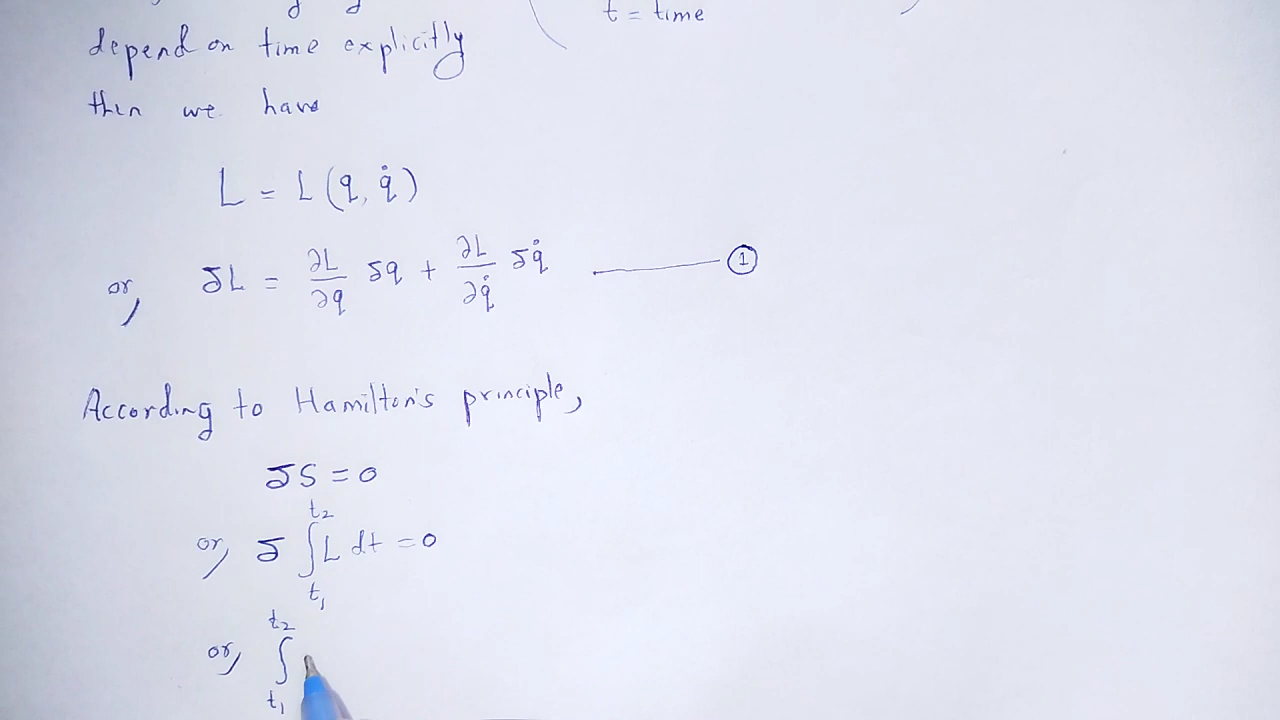 t = time
depend on time explicitly
then we have
L = L (q, q̇)
or, δL = ∂L/∂q δq + ∂L/∂q̇ δq̇ ——— ①
According to Hamilton's principle,
δS = 0
or, δ ∫_{t₁}^{t₂} L dt = 0
or, ∫_{t₁}^{t₂}